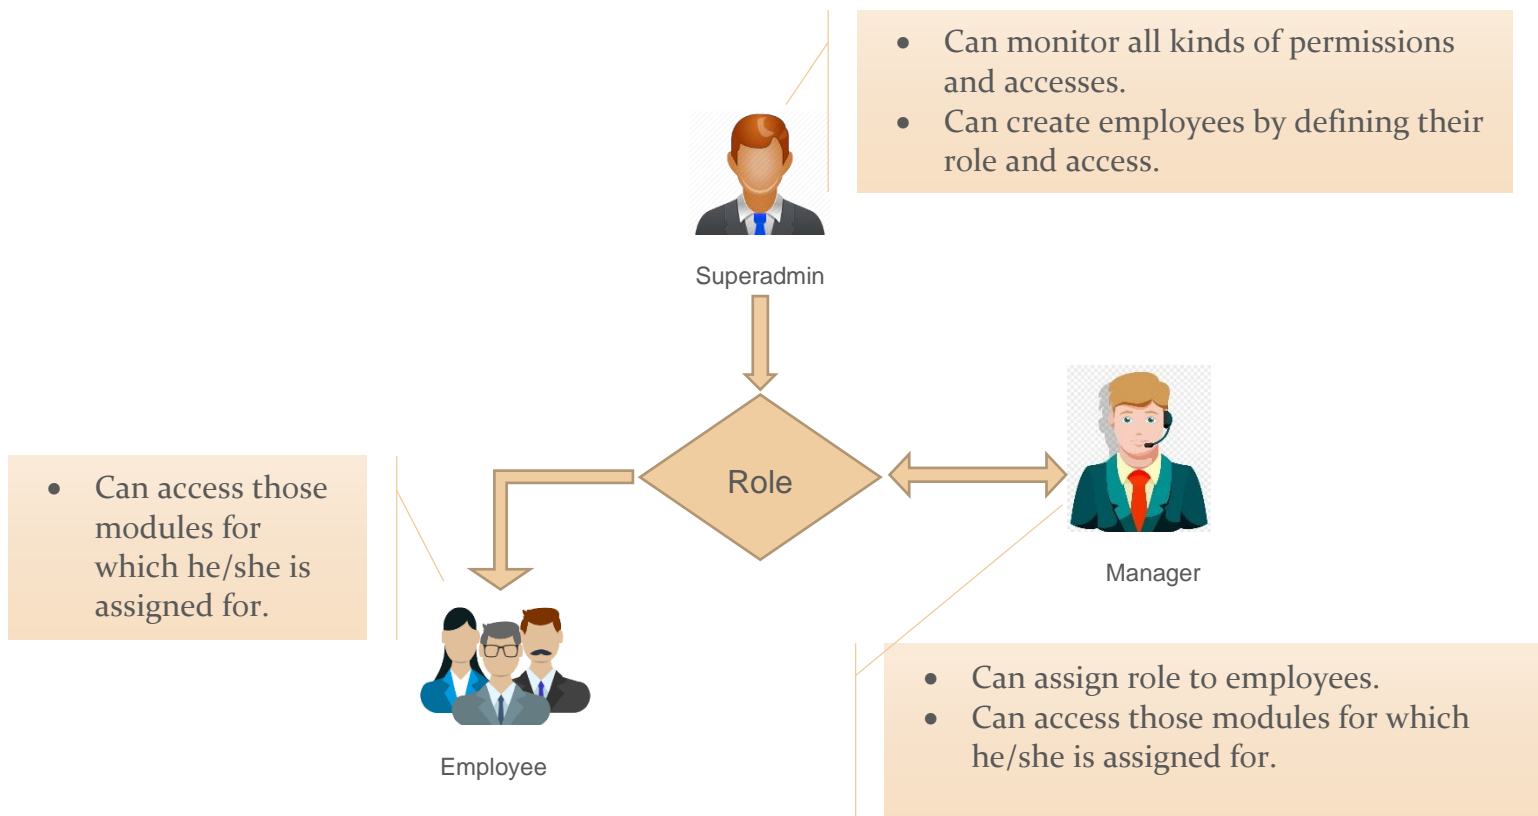 • Can monitor all kinds of permissions
and accesses.
• Can create employees by defining their
role and access.
Superadmin
Role
Manager
• Can access those
modules for
which he/she is
assigned for.
Employee
• Can assign role to employees.
• Can access those modules for which
he/she is assigned for.